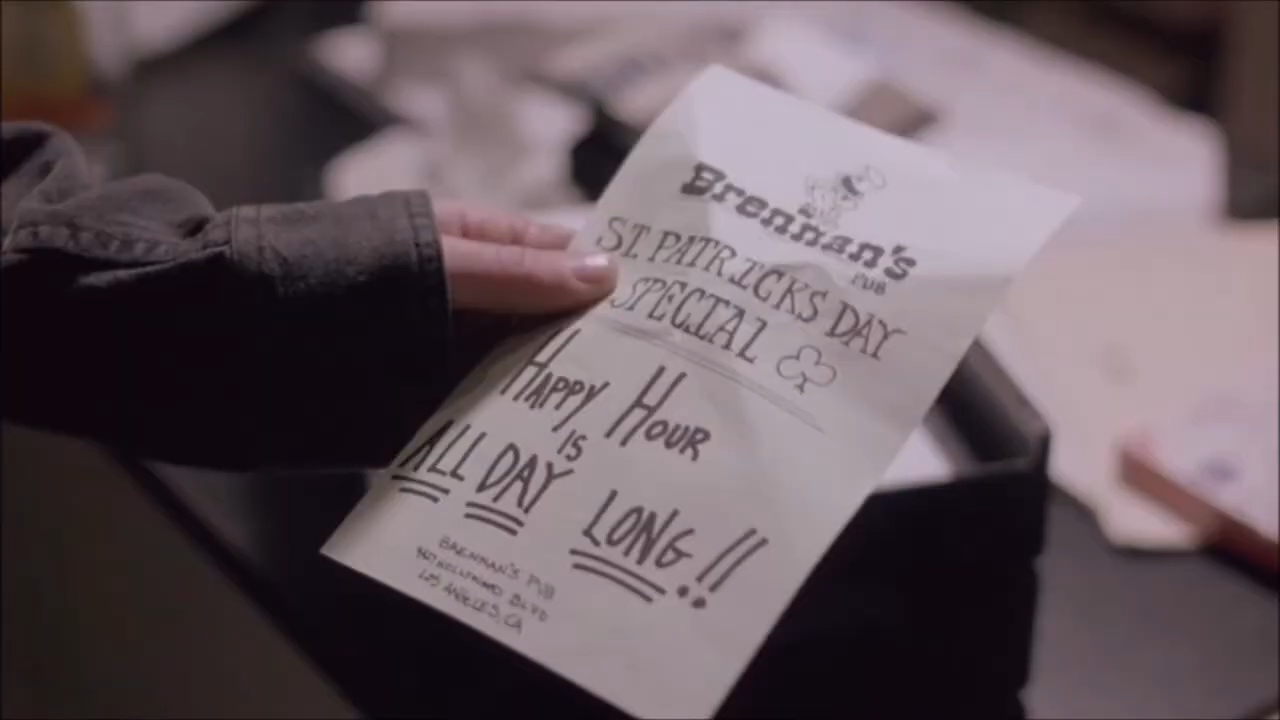 Brennan's
PUB
ST. PATRICKS DAY
SPECIAL
HAPPY HOUR
IS
ALL DAY LONG!!
BRENNAN'S PUB
HOLLYWOOD BLVD
LOS ANGELES, CA